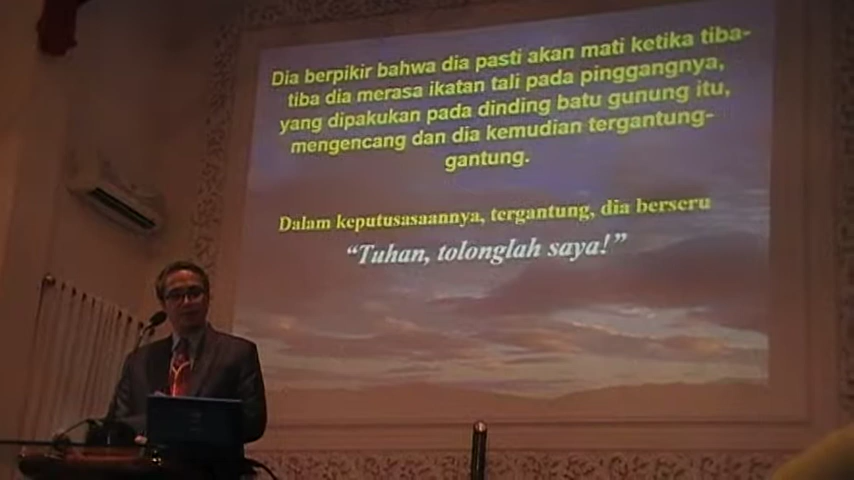 Dia berpikir bahwa dia pasti akan mati ketika tiba-
tiba dia merasa ikatan tali pada pinggangnya,
yang dipakukan pada dinding batu gunung itu,
mengencang dan dia kemudian tergantung-
gantung.
Dalam keputusasaannya, tergantung, dia berseru
“Tuhan, tolonglah saya!”